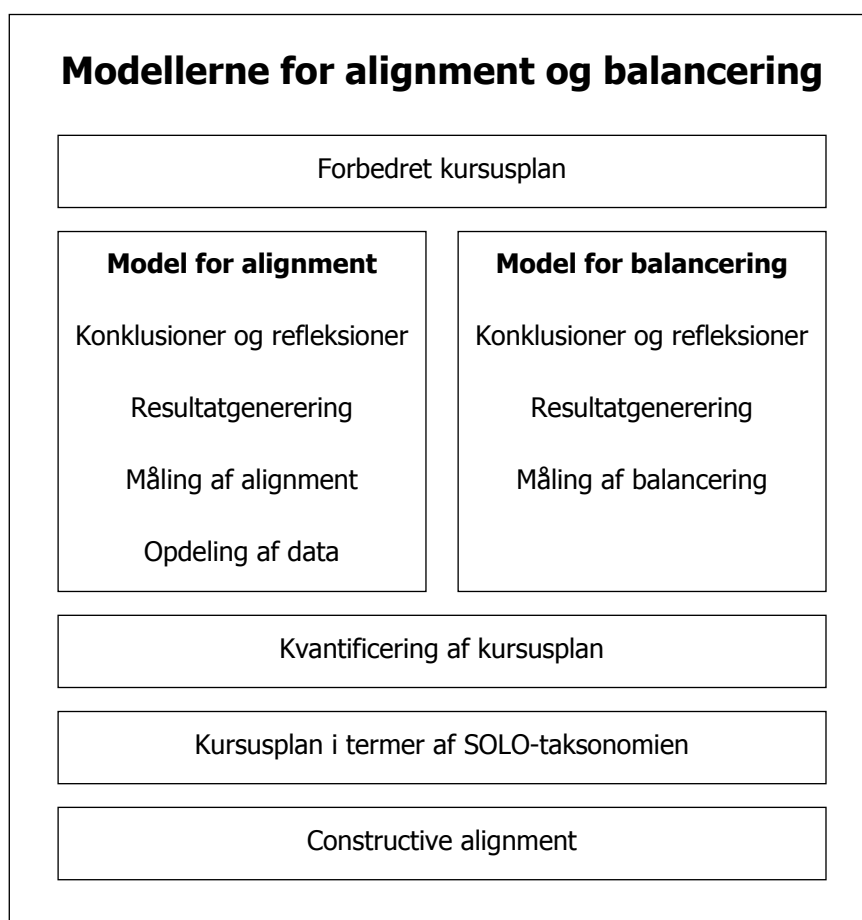 Modellerne for alignment og balancering
Forbedret kursusplan
Model for alignment
Konklusioner og refleksioner
Resultatgenerering
Måling af alignment
Opdeling af data
Model for balancering
Konklusioner og refleksioner
Resultatgenerering
Måling af balancering
Kvantificering af kursusplan
Kursusplan i termer af SOLO-taksonomien
Constructive alignment